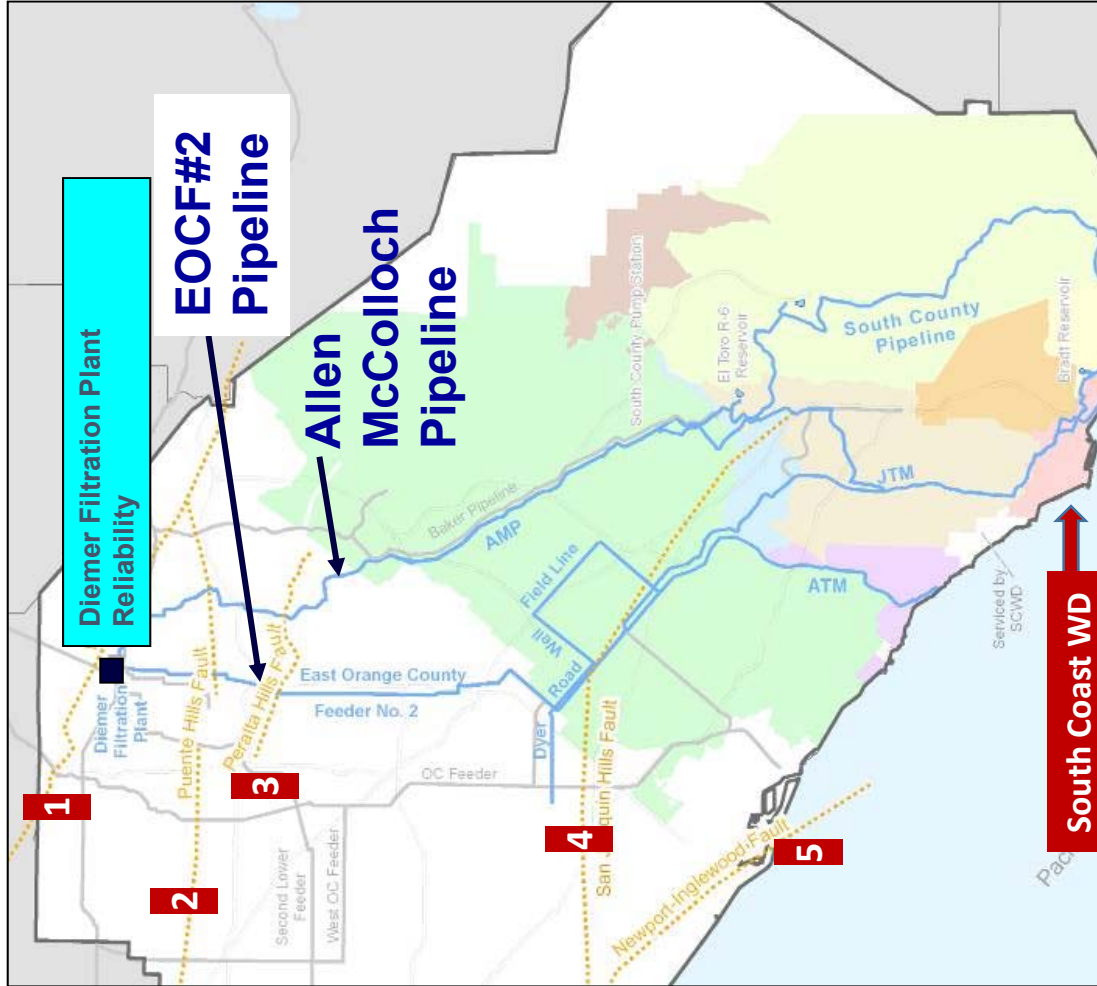 Diemer Filtration Plant
Reliability
EOCF#2
Pipeline
Allen
McColloch
Pipeline
1
2
3
4
5
Diemer
Filtration
Plant
Puente Hills Fault
Peralta Hills Fault
East Orange County
Feeder No. 2
OC Feeder
Second Lower
Feeder
West OC Feeder
Baker Pipeline
AMP
Well Field Line
Dyer Road
San Joaquin Hills Fault
Newport-Inglewood-Fault
South County Pump Station
El Toro R-6
Reservoir
South County
Pipeline
Bradt Reservoir
JTM
ATM
Serviced by
SCWD
South Coast WD